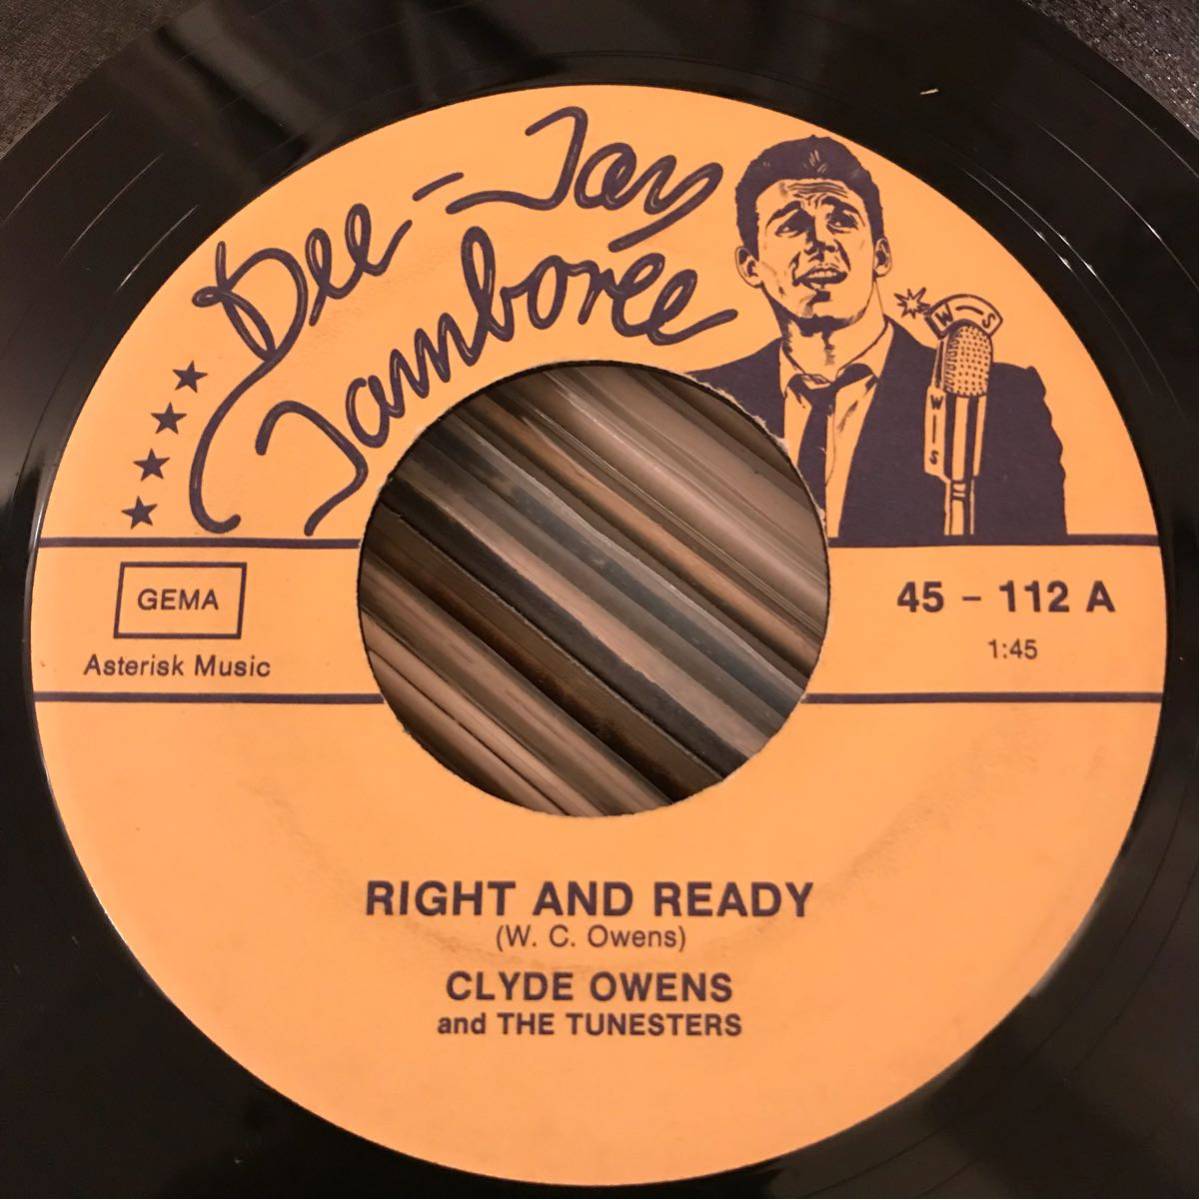 Dee-Jay
Jamboree
W-S
W
I
S
GEMA
Asterisk Music
45 - 112 A
1:45
RIGHT AND READY
(W. C. Owens)
CLYDE OWENS
and THE TUNESTERS